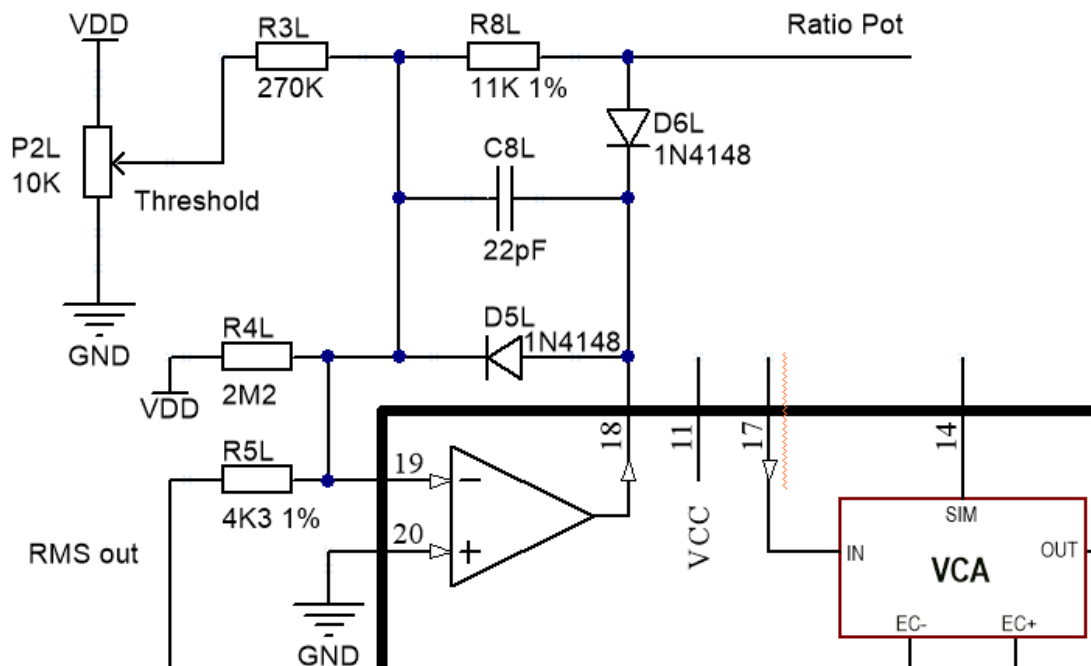 VDD
R3L
270K
R8L
11K 1%
Ratio Pot
P2L
10K
Threshold
C8L
22pF
D6L
1N4148
GND
R4L
2M2
VDD
D5L
1N4148
R5L
4K3 1%
RMS out
19
20
GND
18
11
VCC
17
14
SIM
IN
VCA
OUT
EC-
EC+